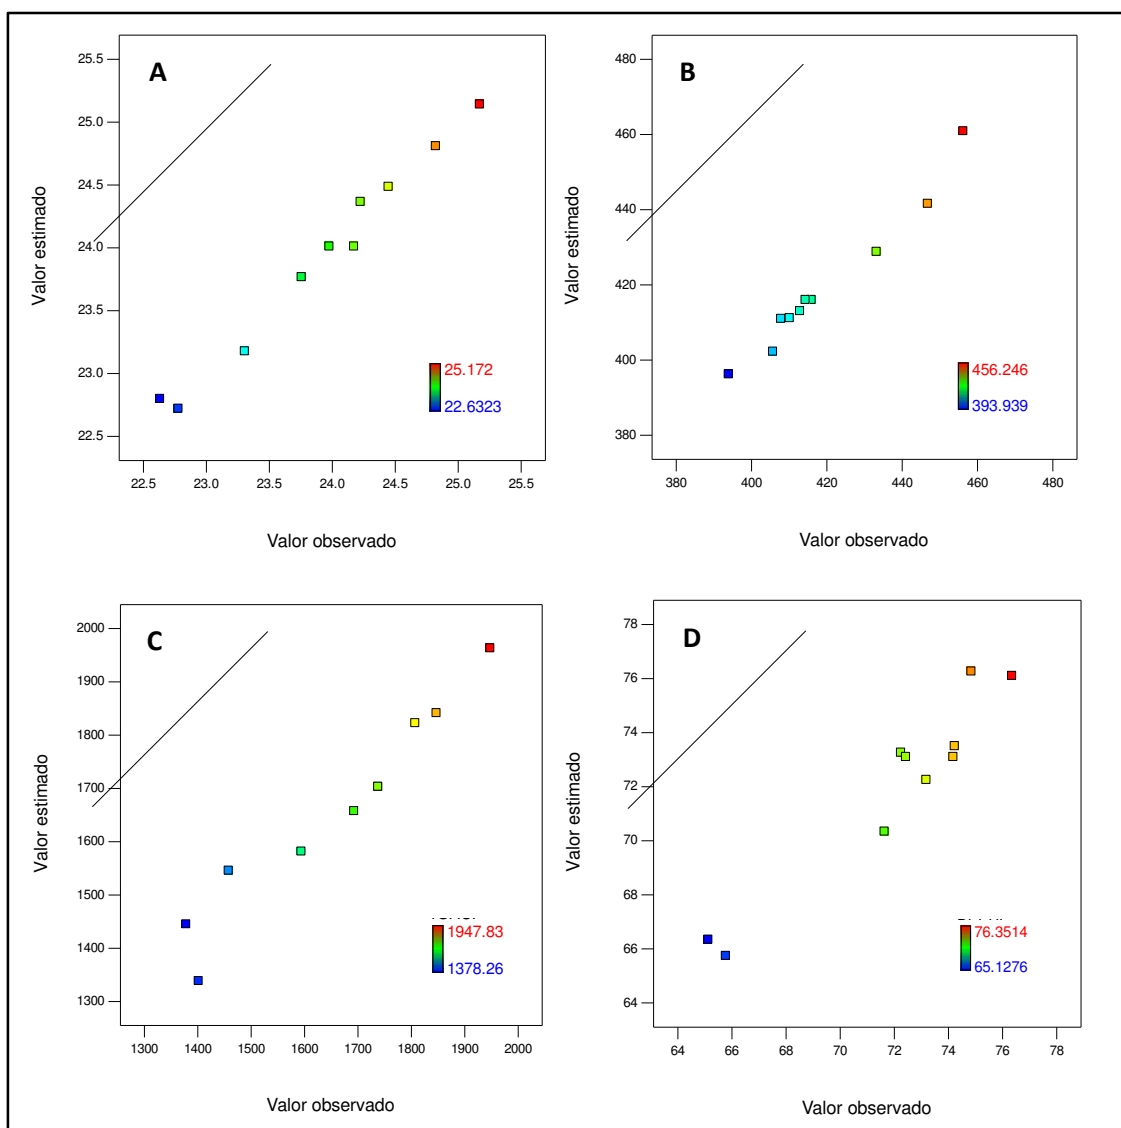 A
25.5
25.0
24.5
24.0
23.5
23.0
22.5
Valor estimado
25.172
22.6323
22.5 23.0 23.5 24.0 24.5 25.0 25.5
Valor observado
B
480
460
440
420
400
380
Valor estimado
456.246
393.939
380 400 420 440 460 480
Valor observado
C
2000
1900
1800
1700
1600
1500
1400
1300
Valor estimado
1947.83
1378.26
1300 1400 1500 1600 1700 1800 1900 2000
Valor observado
D
78
76
74
72
70
68
66
64
Valor estimado
76.3514
65.1276
64 66 68 70 72 74 76 78
Valor observado